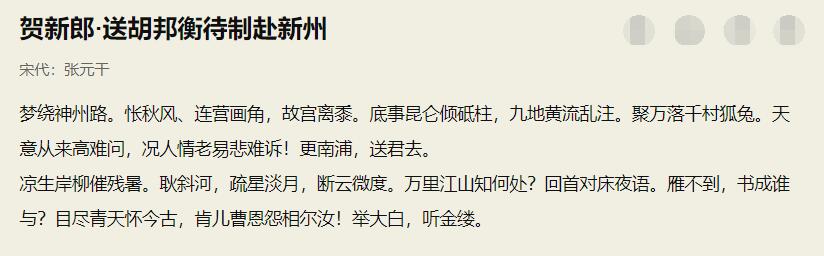 贺新郎·送胡邦衡待制赴新州
宋代：张元干
梦绕神州路。怅秋风、连营画角，故宫离黍。底事昆仑倾砥柱，九地黄流乱注。聚万落千村狐兔。天
意从来高难问，况人情老易悲难诉！更南浦，送君去。
凉生岸柳催残暑。耿斜河，疏星淡月，断云微度。万里江山知何处？回首对床夜语。雁不到，书成谁
与？目尽青天怀今古，肯儿曹恩怨相尔汝！举大白，听金缕。